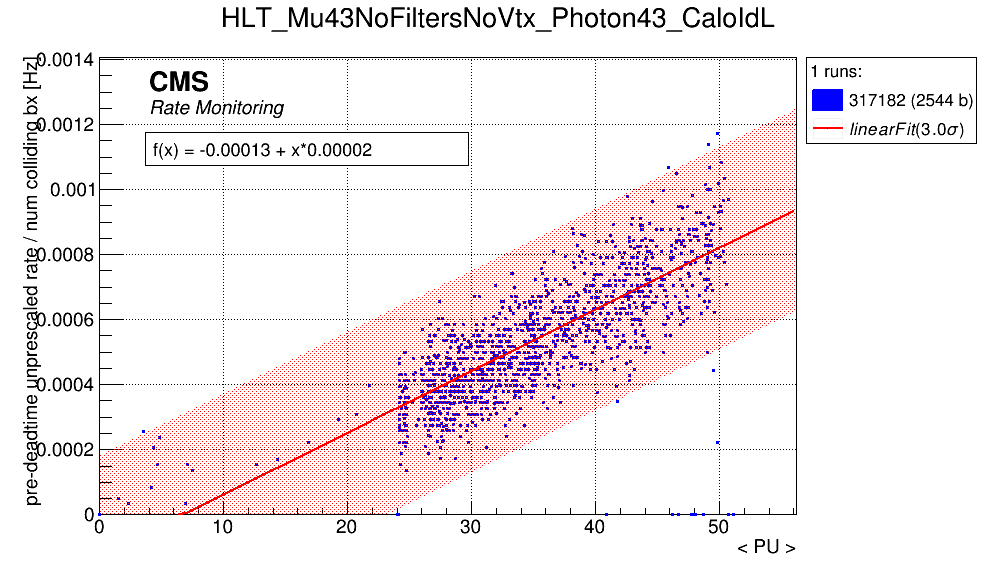 HLT_Mu43NoFiltersNoVtx_Photon43_CaloIdL
pre-deadtime unprescaled rate / num colliding bx [Hz]
0.0014
0.0012
0.001
0.0008
0.0006
0.0004
0.0002
0
CMS
Rate Monitoring
f(x) = -0.00013 + x*0.00002
1 runs:
317182 (2544 b)
linearFit(3.0σ)
0 10 20 30 40 50
< PU >